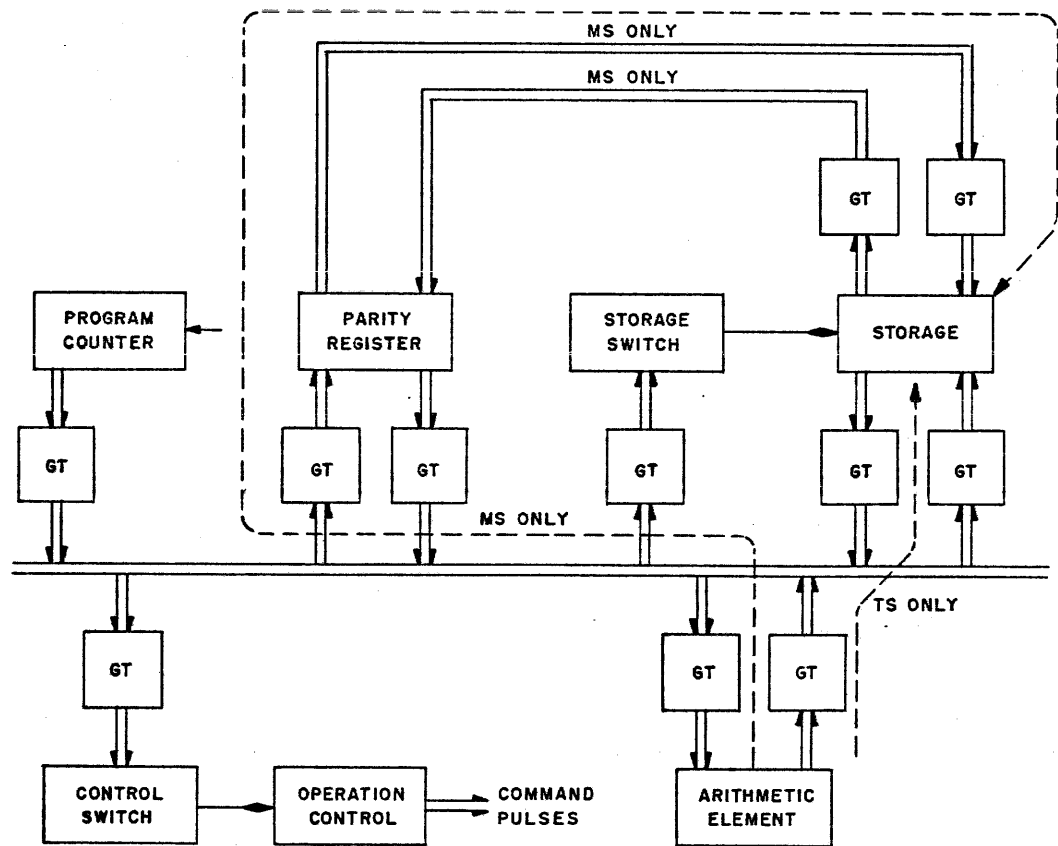 MS ONLY
MS ONLY
GT
GT
PROGRAM
COUNTER
PARITY
REGISTER
STORAGE
SWITCH
STORAGE
GT
GT
GT
GT
GT
GT
MS ONLY
TS ONLY
GT
GT
GT
CONTROL
SWITCH
OPERATION
CONTROL
COMMAND
PULSES
ARITHMETIC
ELEMENT